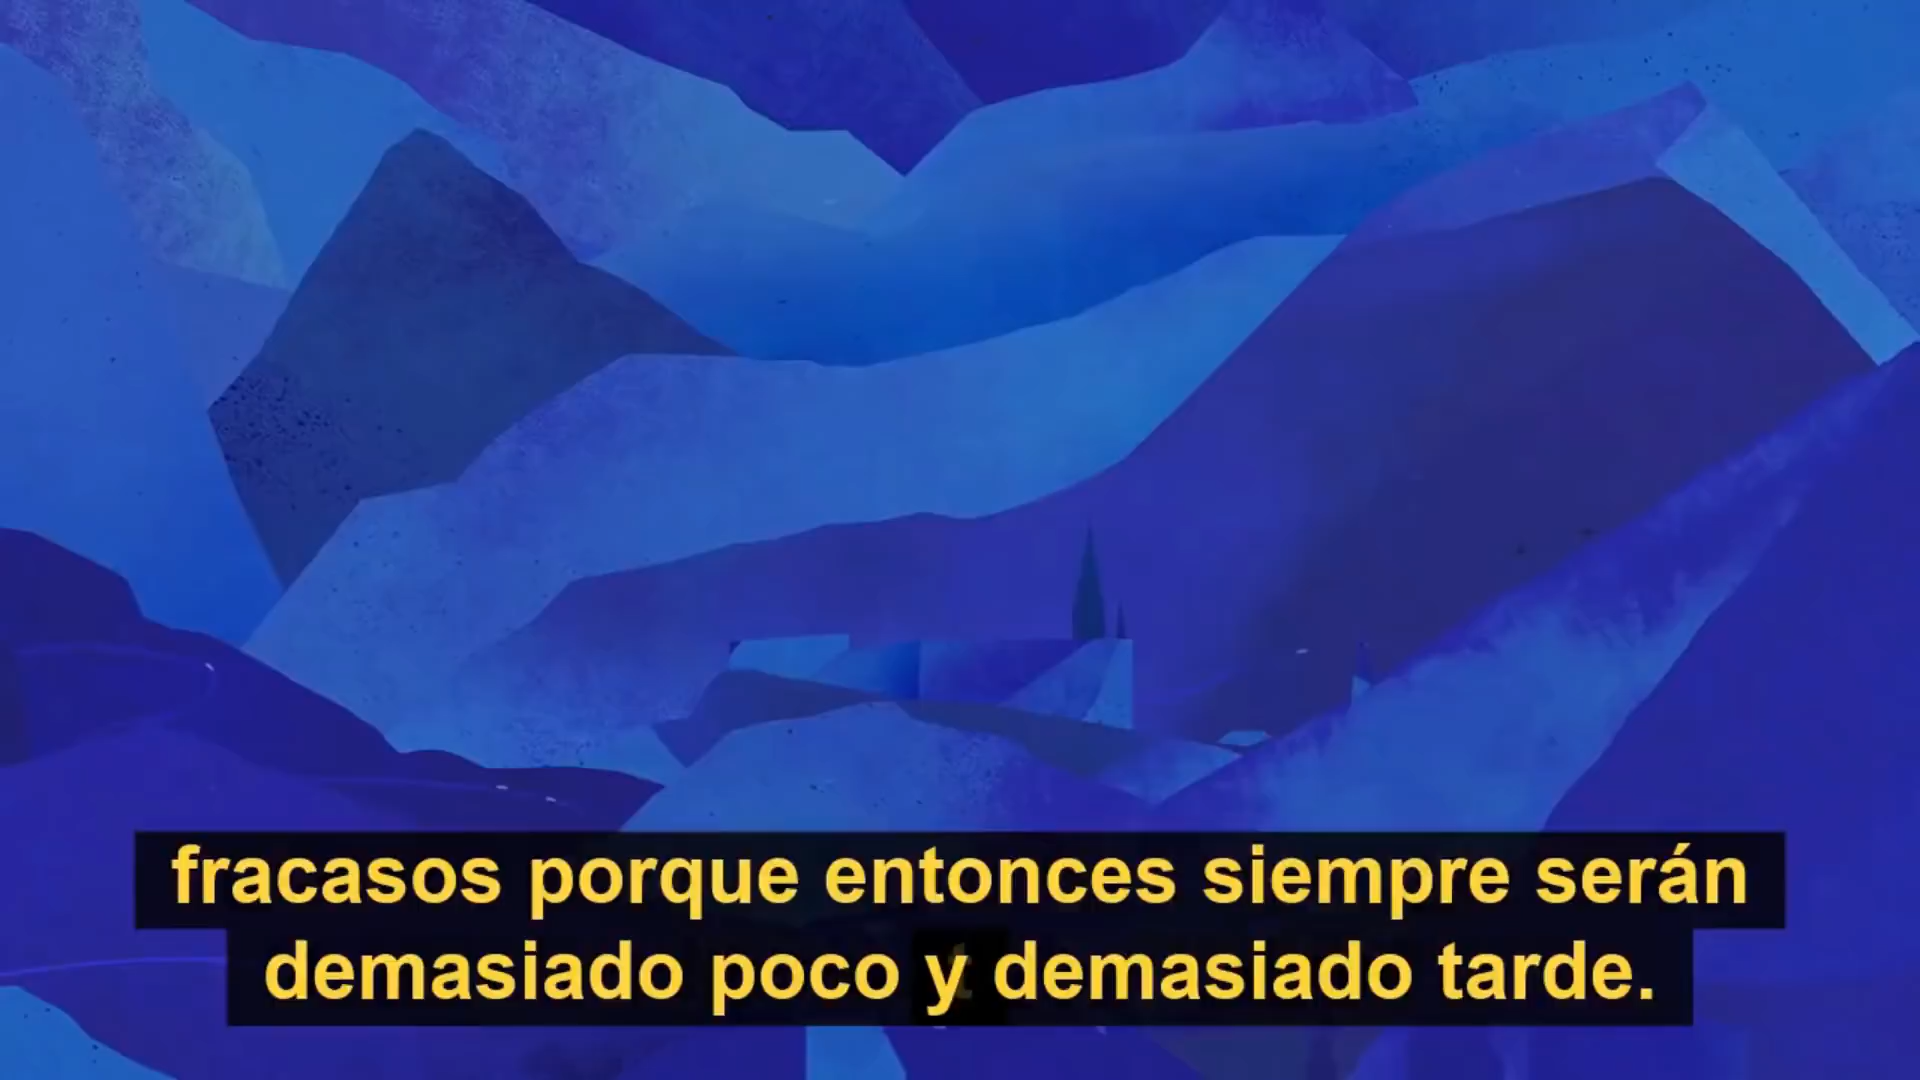 fracasos porque entonces siempre serán
demasiado poco y demasiado tarde.